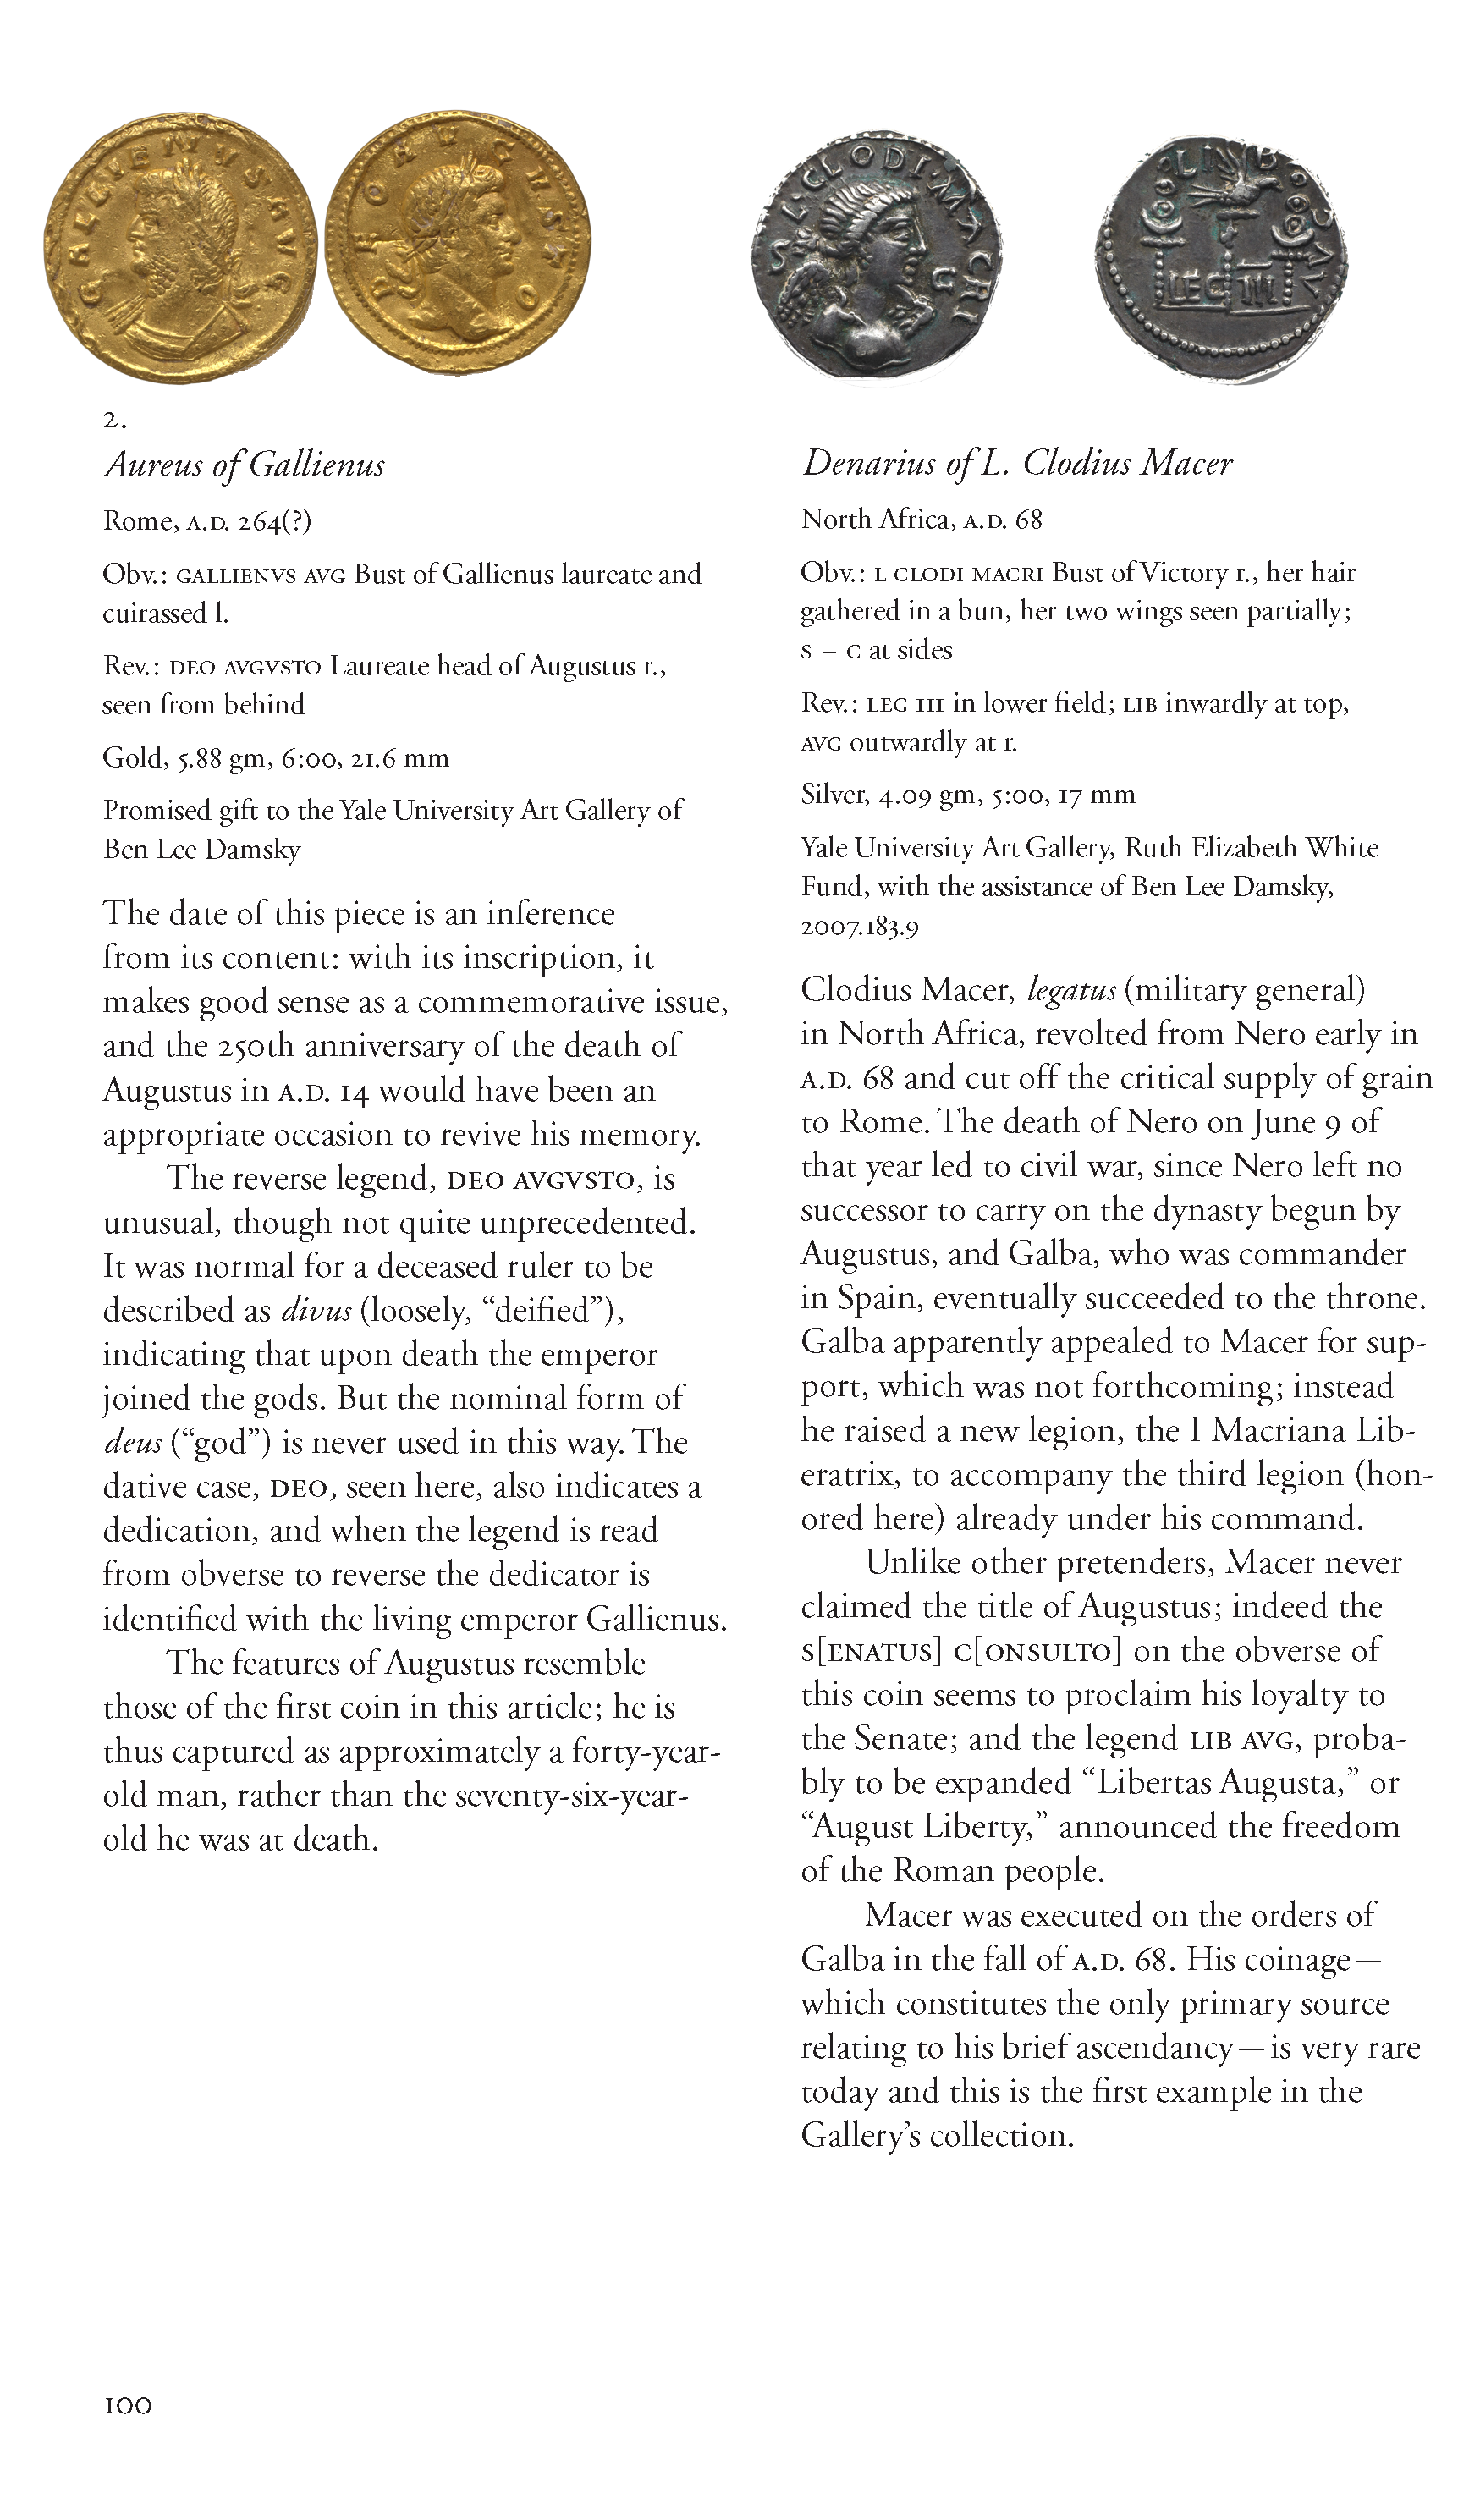 GALLIENVS AVG
DEO AVGVSTO
L·CLODI·MACRI
S
C
LIB
AV
LEG III
2.
Aureus of Gallienus
Rome, A.D. 264(?)
Obv.: GALLIENVS AVG Bust of Gallienus laureate and
cuirassed l.
Rev.: DEO AVGVSTO Laureate head of Augustus r.,
seen from behind
Gold, 5.88 gm, 6:00, 21.6 mm
Promised gift to the Yale University Art Gallery of
Ben Lee Damsky
The date of this piece is an inference
from its content: with its inscription, it
makes good sense as a commemorative issue,
and the 250th anniversary of the death of
Augustus in A.D. 14 would have been an
appropriate occasion to revive his memory.
The reverse legend, DEO AVGVSTO, is
unusual, though not quite unprecedented.
It was normal for a deceased ruler to be
described as divus (loosely, “deified”),
indicating that upon death the emperor
joined the gods. But the nominal form of
deus (“god”) is never used in this way. The
dative case, DEO, seen here, also indicates a
dedication, and when the legend is read
from obverse to reverse the dedicator is
identified with the living emperor Gallienus.
The features of Augustus resemble
those of the first coin in this article; he is
thus captured as approximately a forty-year-
old man, rather than the seventy-six-year-
old he was at death.
Denarius of L. Clodius Macer
North Africa, A.D. 68
Obv.: L CLODI MACRI Bust of Victory r., her hair
gathered in a bun, her two wings seen partially;
S – C at sides
Rev.: LEG III in lower field; LIB inwardly at top,
AVG outwardly at r.
Silver, 4.09 gm, 5:00, 17 mm
Yale University Art Gallery, Ruth Elizabeth White
Fund, with the assistance of Ben Lee Damsky,
2007.183.9
Clodius Macer, legatus (military general)
in North Africa, revolted from Nero early in
A.D. 68 and cut off the critical supply of grain
to Rome. The death of Nero on June 9 of
that year led to civil war, since Nero left no
successor to carry on the dynasty begun by
Augustus, and Galba, who was commander
in Spain, eventually succeeded to the throne.
Galba apparently appealed to Macer for sup-
port, which was not forthcoming; instead
he raised a new legion, the I Macriana Lib-
eratrix, to accompany the third legion (hon-
ored here) already under his command.
Unlike other pretenders, Macer never
claimed the title of Augustus; indeed the
S[ENATUS] C[ONSULTO] on the obverse of
this coin seems to proclaim his loyalty to
the Senate; and the legend LIB AVG, proba-
bly to be expanded “Libertas Augusta,” or
“August Liberty,” announced the freedom
of the Roman people.
Macer was executed on the orders of
Galba in the fall of A.D. 68. His coinage—
which constitutes the only primary source
relating to his brief ascendancy—is very rare
today and this is the first example in the
Gallery’s collection.
100